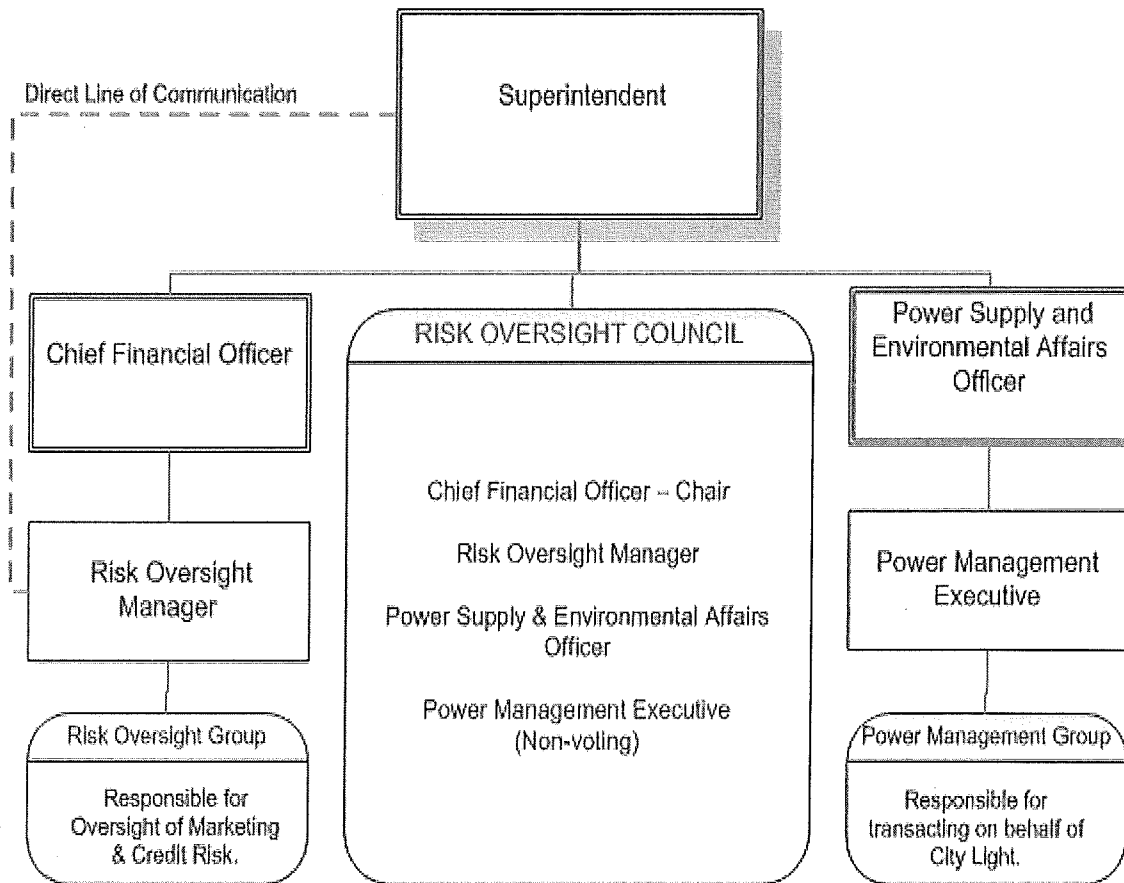 Direct Line of Communication
Superintendent
Chief Financial Officer
RISK OVERSIGHT COUNCIL
Power Supply and
Environmental Affairs
Officer
Chief Financial Officer – Chair
Risk Oversight Manager
Power Supply & Environmental Affairs
Officer
Power Management Executive
(Non-voting)
Risk Oversight
Manager
Power Management
Executive
Risk Oversight Group
Responsible for
Oversight of Marketing
& Credit Risk.
Power Management Group
Responsible for
transacting on behalf of
City Light.